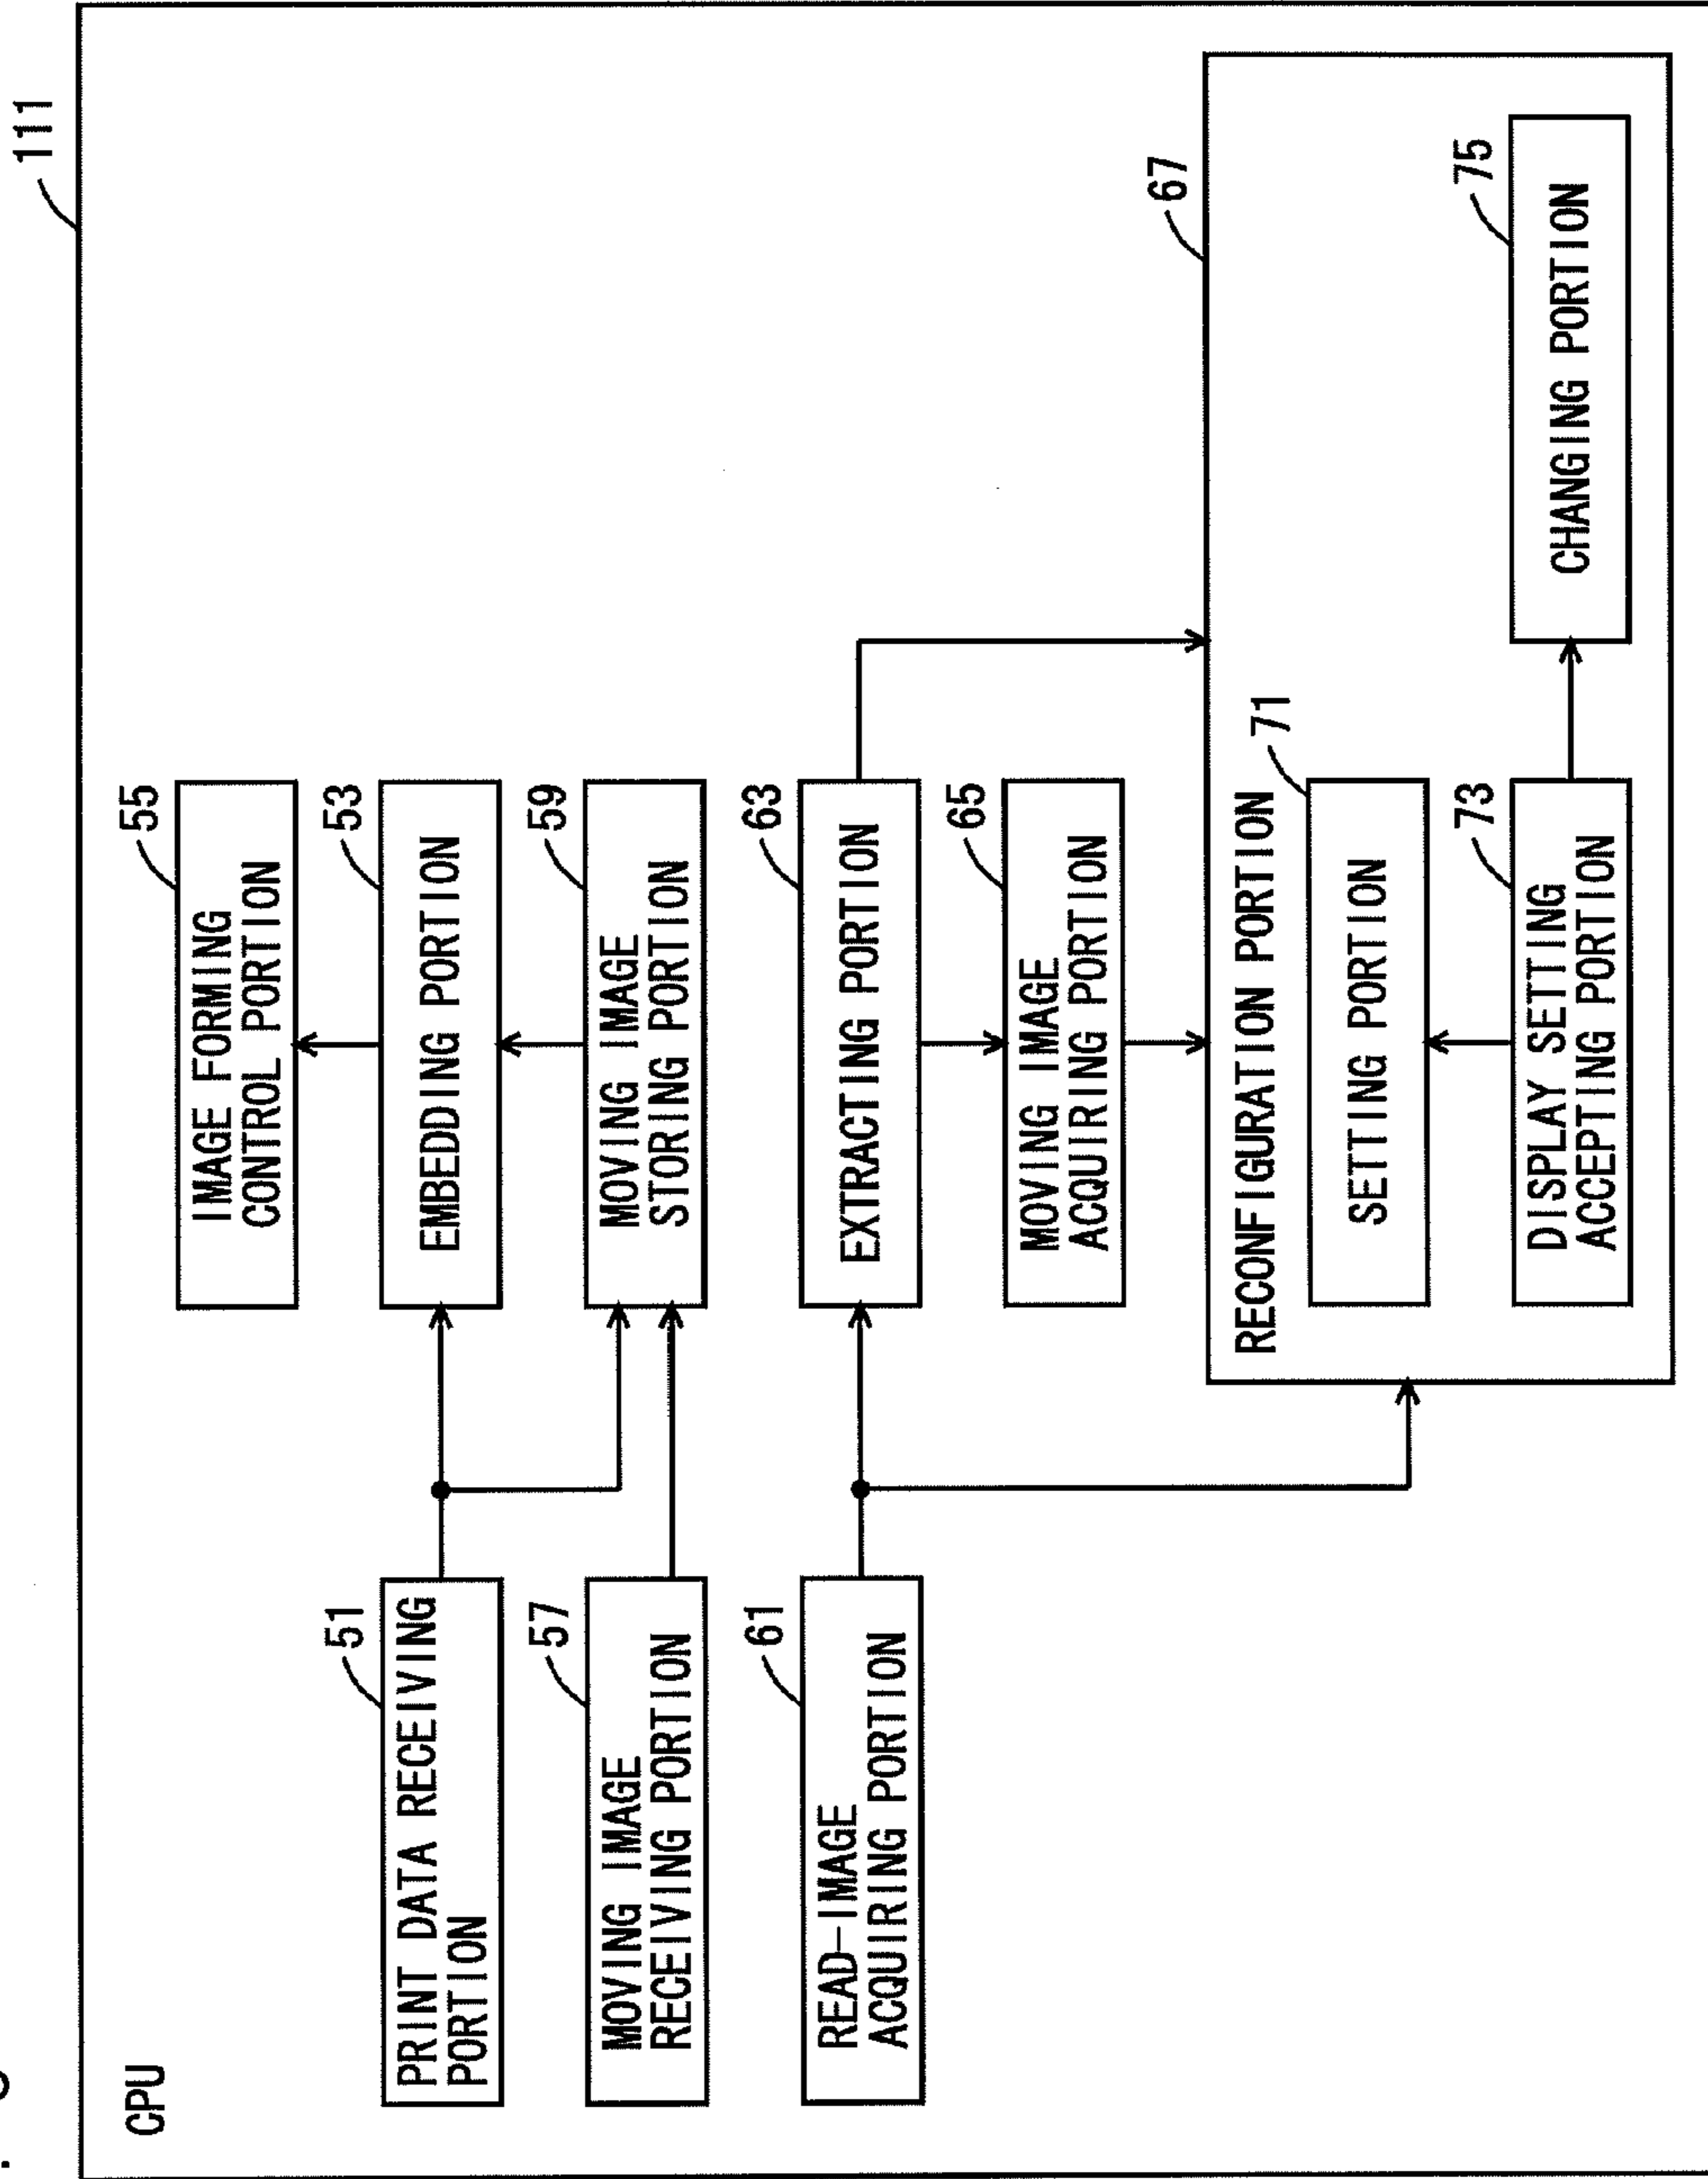 111
CPU
55
IMAGE FORMING
CONTROL PORTION
51
PRINT DATA RECEIVING
PORTION
53
EMBEDDING PORTION
57
MOVING IMAGE
RECEIVING PORTION
59
MOVING IMAGE
STORING PORTION
61
READ-IMAGE
ACQUIRING PORTION
63
EXTRACTING PORTION
65
MOVING IMAGE
ACQUIRING PORTION
67
RECONFIGURATION PORTION
71
SETTING PORTION
73
DISPLAY SETTING
ACCEPTING PORTION
75
CHANGING PORTION